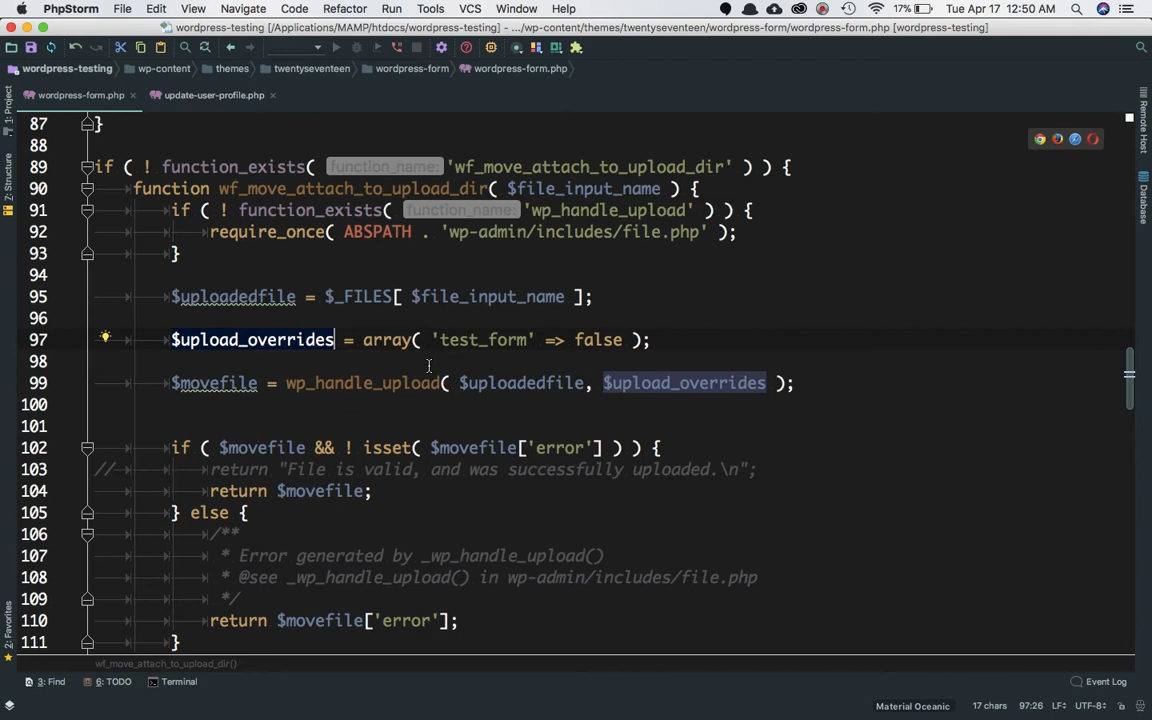 PhpStorm File Edit View Navigate Code Refactor Run Tools VCS Window Help 17% Tue Apr 17 12:50 AM
wordpress-testing [/Applications/MAMP/htdocs/wordpress-testing] - .../wp-content/themes/twentyseventeen/wordpress-form/wordpress-form.php [wordpress-testing]
wordpress-testing wp-content themes twentyseventeen wordpress-form wordpress-form.php
wordpress-form.php update-user-profile.php
1: Project
Z: Structure
2: Favorites
Remote Host
Database
87 }
88
89 if ( ! function_exists( function_name: 'wf_move_attach_to_upload_dir' ) ) {
90 function wf_move_attach_to_upload_dir( $file_input_name ) {
91 if ( ! function_exists( function_name: 'wp_handle_upload' ) ) {
92 require_once( ABSPATH . 'wp-admin/includes/file.php' );
93 }
94
95 $uploadedfile = $_FILES[ $file_input_name ];
96
97 $upload_overrides = array( 'test_form' => false );
98
99 $movefile = wp_handle_upload( $uploadedfile, $upload_overrides );
100
101
102 if ( $movefile && ! isset( $movefile['error'] ) ) {
103 // return "File is valid, and was successfully uploaded.\n";
104 return $movefile;
105 } else {
106 /**
107 * Error generated by _wp_handle_upload()
108 * @see _wp_handle_upload() in wp-admin/includes/file.php
109 */
110 return $movefile['error'];
111 }
wf_move_attach_to_upload_dir()
3: Find 6: TODO Terminal Event Log
Material Oceanic 17 chars 97:26 LF÷ UTF-8÷